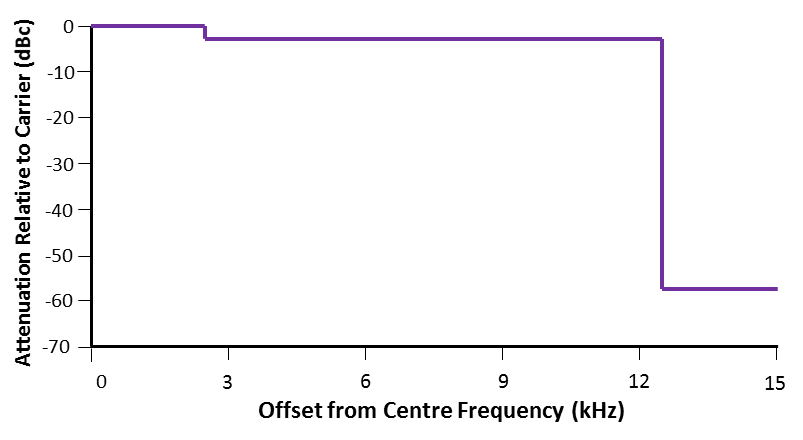 Attenuation Relative to Carrier (dBc)
0
-10
-20
-30
-40
-50
-60
-70
0 3 6 9 12 15
Offset from Centre Frequency (kHz)